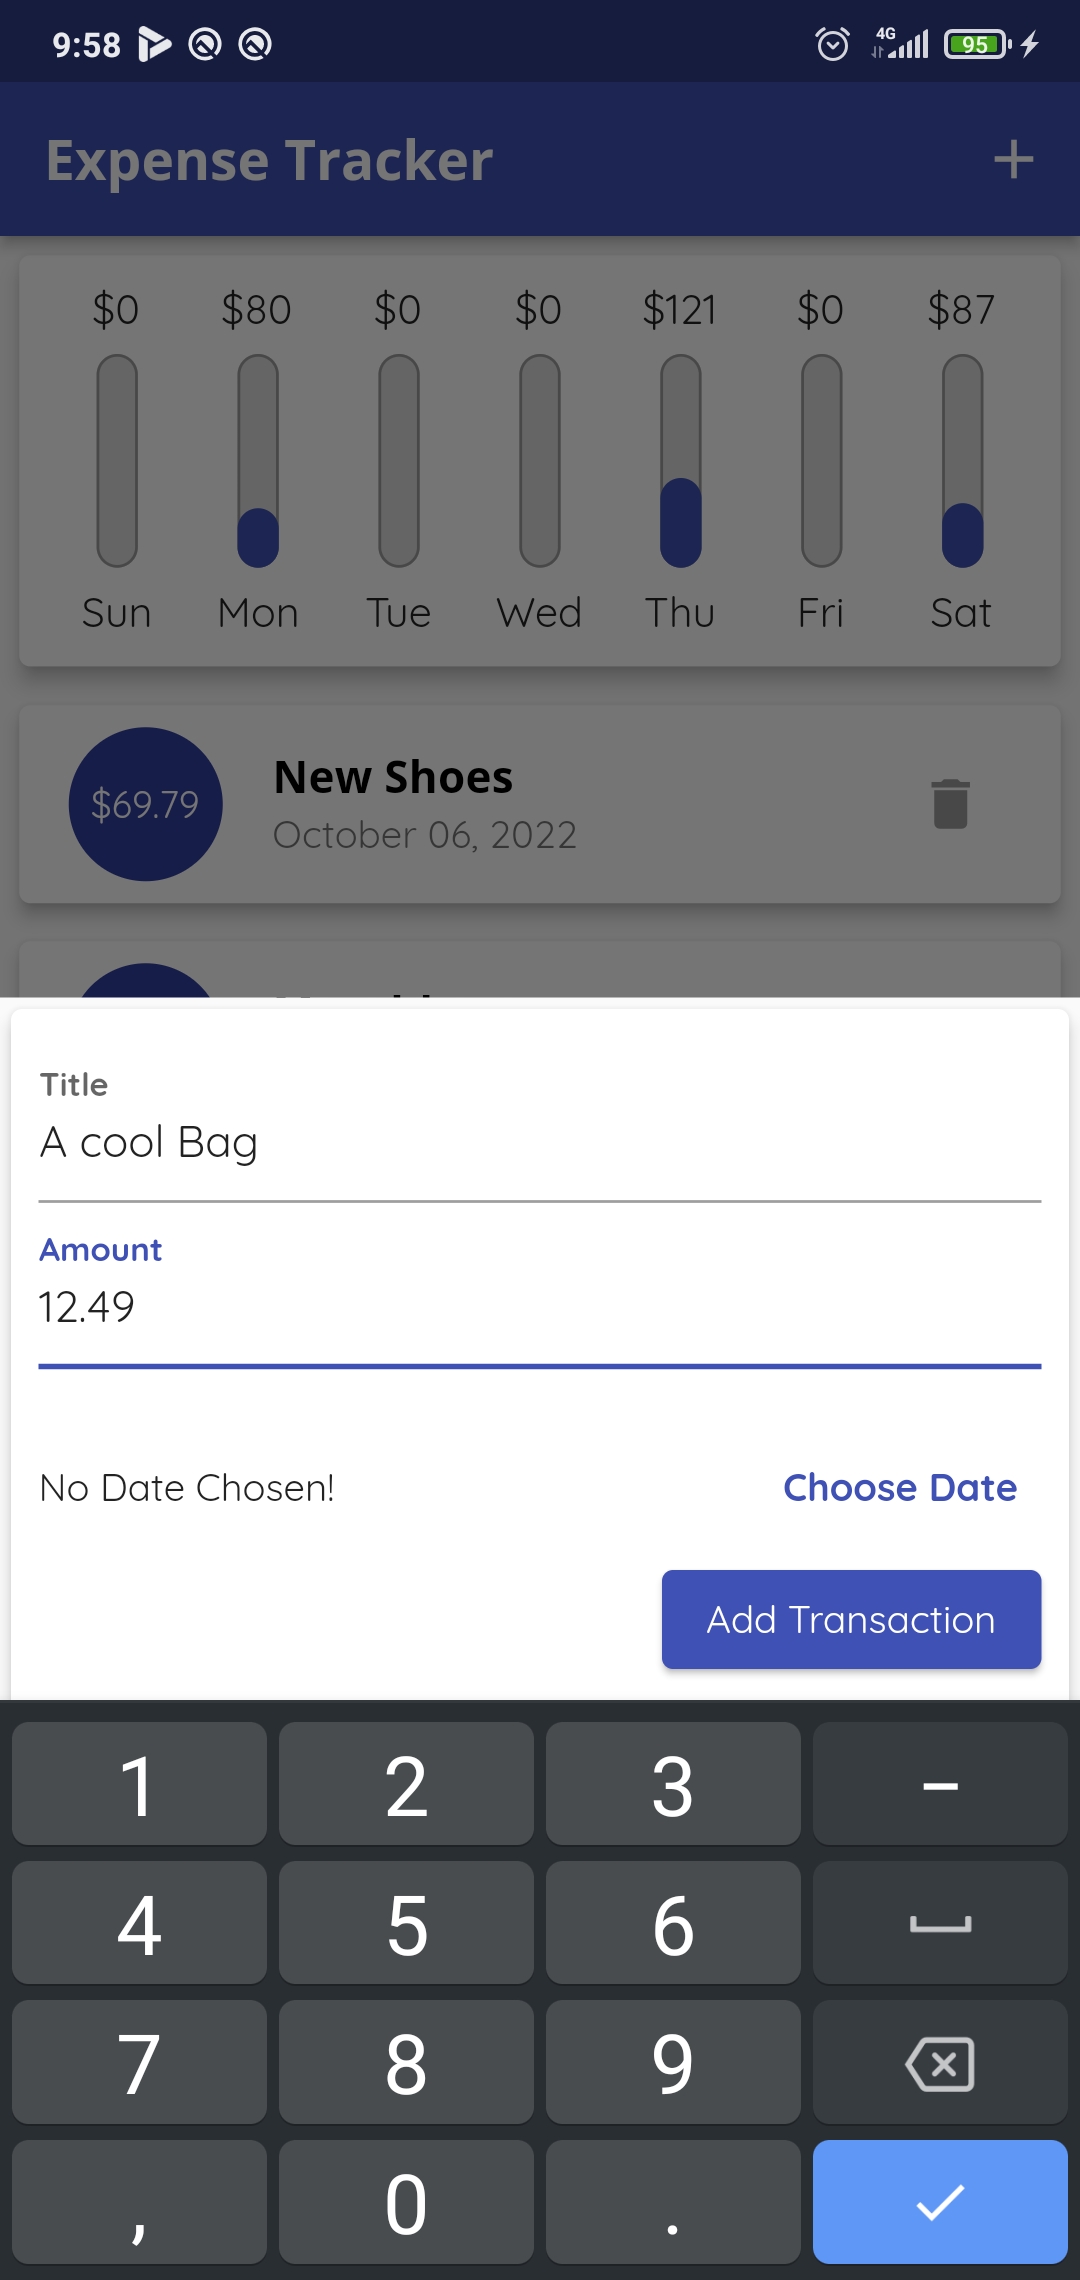 9:58 4G 95
Expense Tracker +
$0 $80 $0 $0 $121 $0 $87
Sun Mon Tue Wed Thu Fri Sat
New Shoes
$69.79
October 06, 2022
Title
A cool Bag
Amount
12.49
No Date Chosen! Choose Date
Add Transaction
1 2 3 –
4 5 6
7 8 9
, 0 .